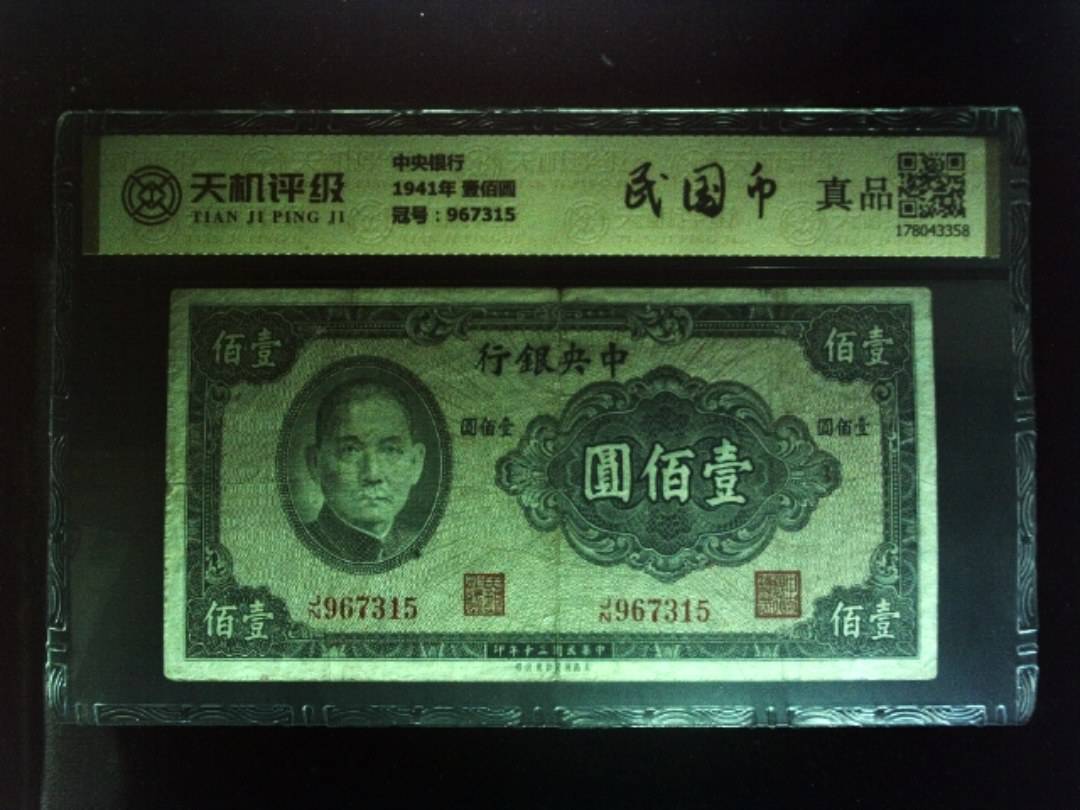 天机评级
TIAN JI PING JI
中央银行
1941年 壹佰圆
冠号：967315
民国币
真品
178043358
佰壹
行銀央中
佰壹
圓佰壹
圓佰壹
圓佰壹
967315
967315
佰壹
佰壹
印年十三國民華中